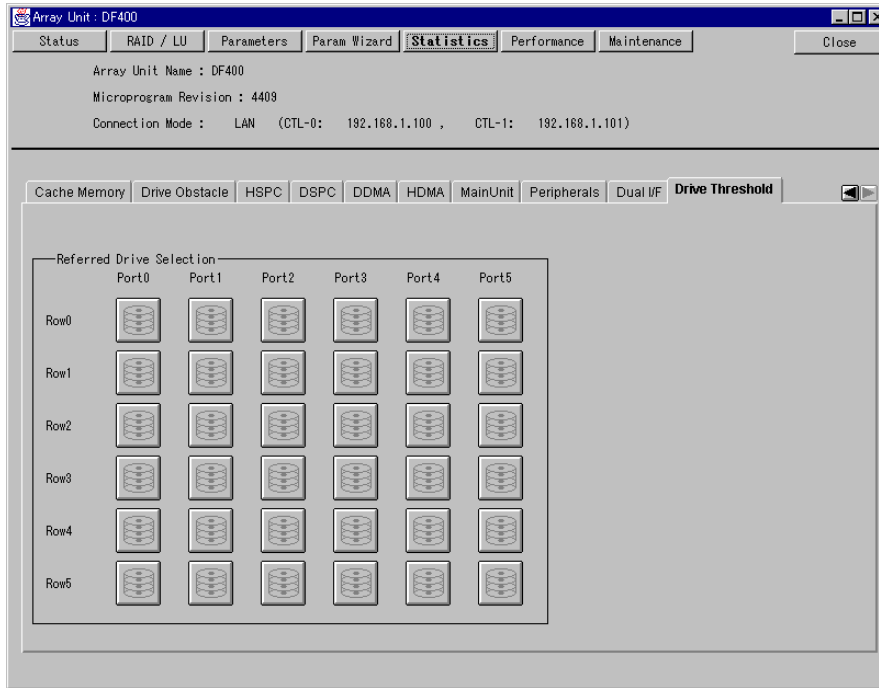 Array Unit : DF400
Status RAID / LU Parameters Param Wizard Statistics Performance Maintenance Close
Array Unit Name : DF400
Microprogram Revision : 4409
Connection Mode : LAN (CTL-0: 192.168.1.100 , CTL-1: 192.168.1.101)
Cache Memory Drive Obstacle HSPC DSPC DDMA HDMA MainUnit Peripherals Dual I/F Drive Threshold
Referred Drive Selection
Port0 Port1 Port2 Port3 Port4 Port5
Row0
Row1
Row2
Row3
Row4
Row5